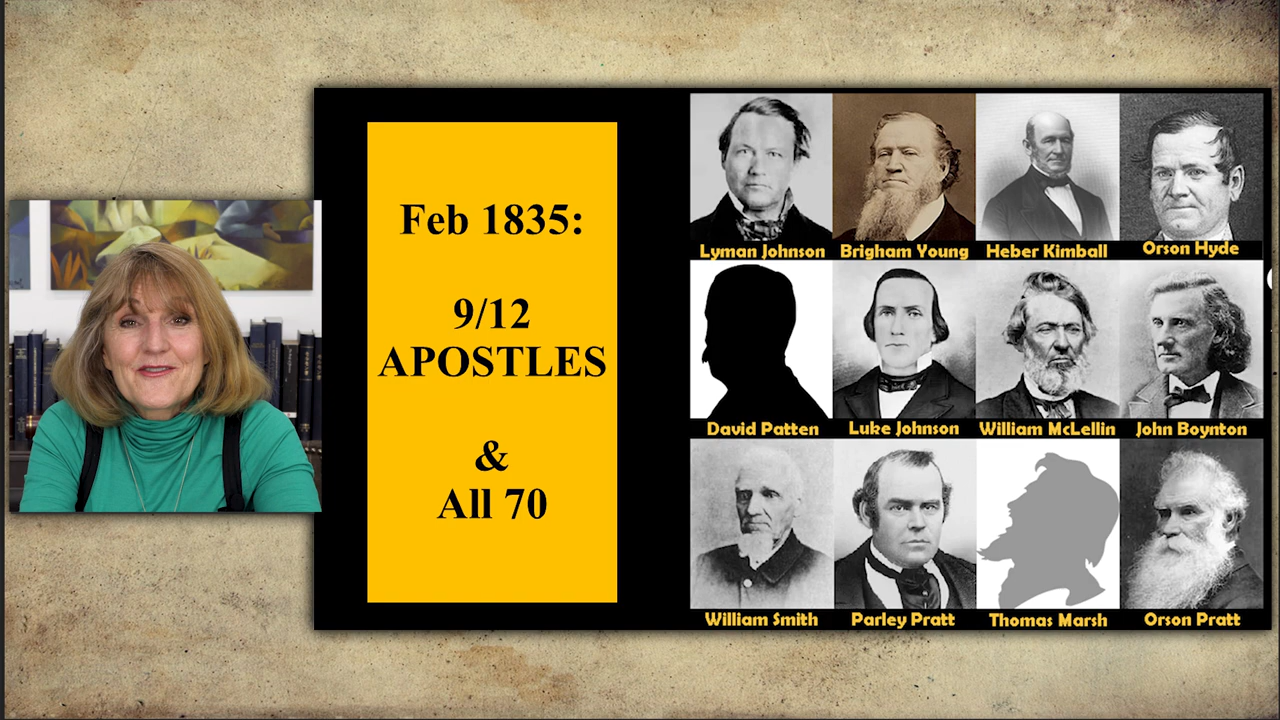 Feb 1835:
9/12
APOSTLES
&
All 70
Lyman Johnson
Brigham Young
Heber Kimball
Orson Hyde
David Patten
Luke Johnson
William McLellin
John Boynton
William Smith
Parley Pratt
Thomas Marsh
Orson Pratt